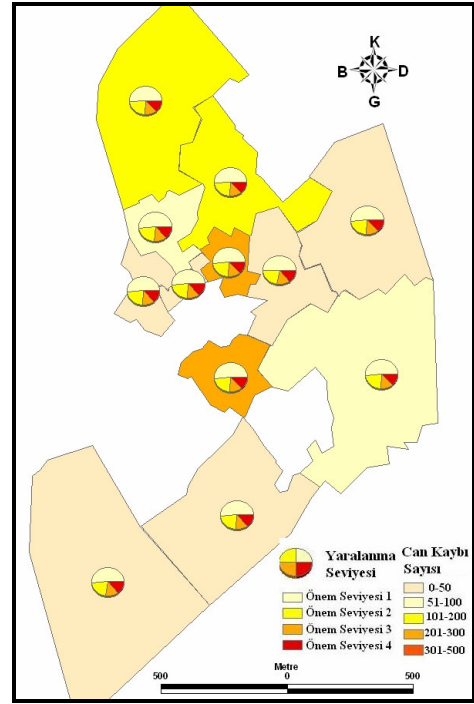 K
B D
G
Yaralanma Seviyesi
Önem Seviyesi 1
Önem Seviyesi 2
Önem Seviyesi 3
Önem Seviyesi 4
Can Kaybı Sayısı
0-50
51-100
101-200
201-300
301-500
Metre
500 0 500